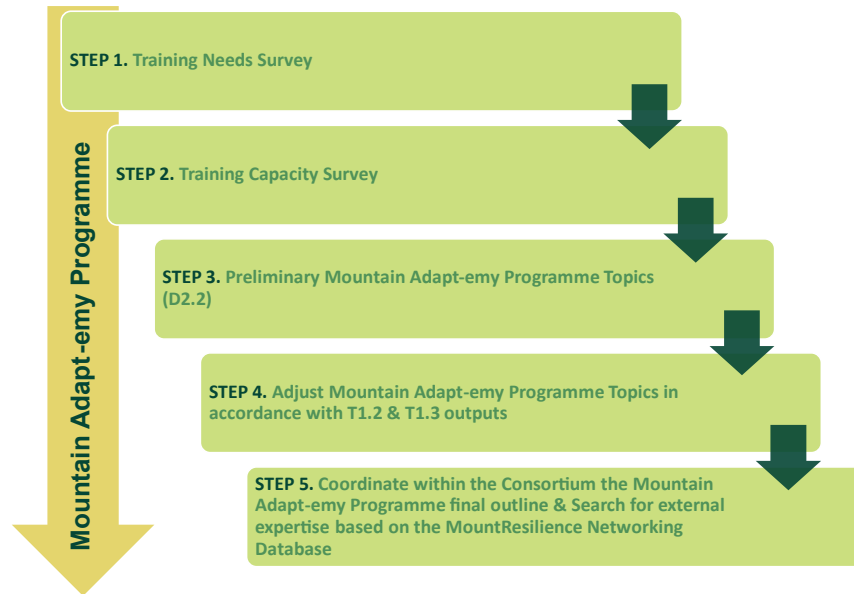 Mountain Adapt-emy Programme
STEP 1. Training Needs Survey
STEP 2. Training Capacity Survey
STEP 3. Preliminary Mountain Adapt-emy Programme Topics
(D2.2)
STEP 4. Adjust Mountain Adapt-emy Programme Topics in
accordance with T1.2 & T1.3 outputs
STEP 5. Coordinate within the Consortium the Mountain
Adapt-emy Programme final outline & Search for external
expertise based on the MountResilience Networking
Database